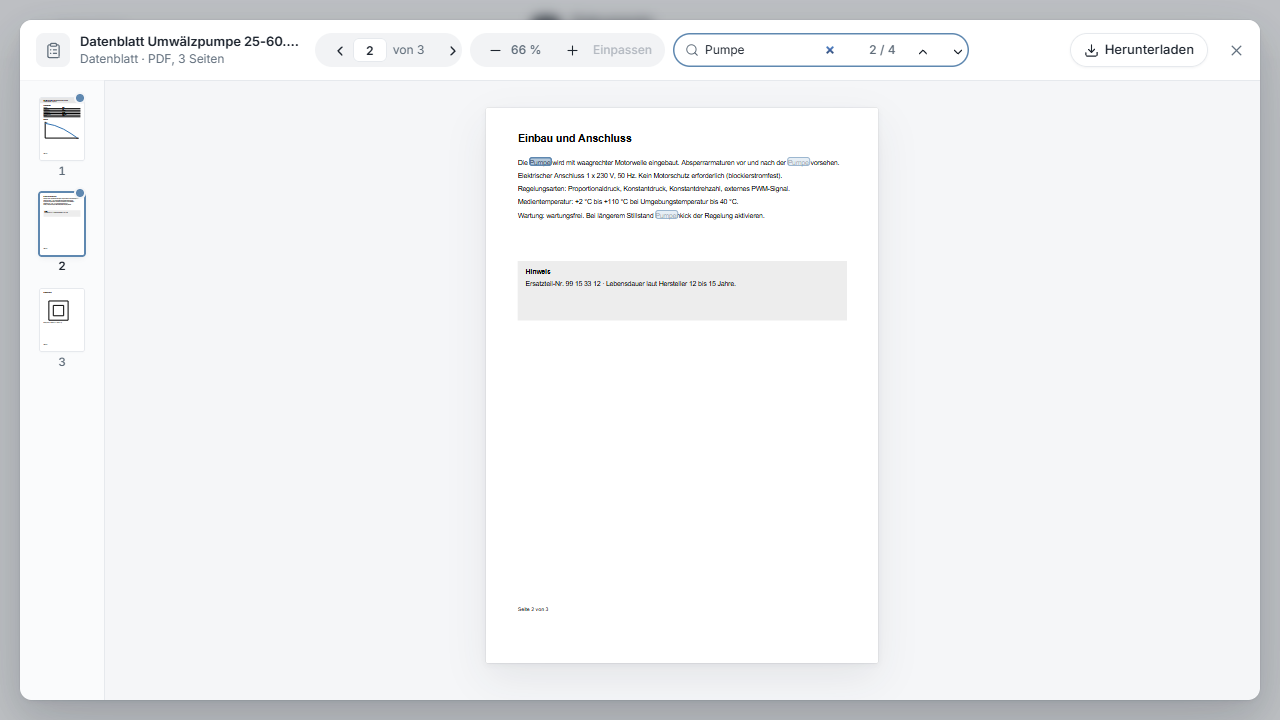 Datenblatt Umwälzpumpe 25-60....
Datenblatt · PDF, 3 Seiten
2 von 3
66 %
Einpassen
Pumpe
2 / 4
Herunterladen
1
2
3
Einbau und Anschluss
Die Pumpe wird mit waagrechter Motorwelle eingebaut. Absperrarmaturen vor und nach der Pumpe vorsehen.
Elektrischer Anschluss 1 x 230 V, 50 Hz. Kein Motorschutz erforderlich (blockierstromfest).
Regelungsarten: Proportionaldruck, Konstantdruck, Konstantdrehzahl, externes PWM-Signal.
Medientemperatur: +2 °C bis +110 °C bei Umgebungstemperatur bis 40 °C.
Wartung: wartungsfrei. Bei längerem Stillstand Pumpenkick der Regelung aktivieren.
Hinweis
Ersatzteil-Nr. 99 15 33 12 · Lebensdauer laut Hersteller 12 bis 15 Jahre.
Seite 2 von 3